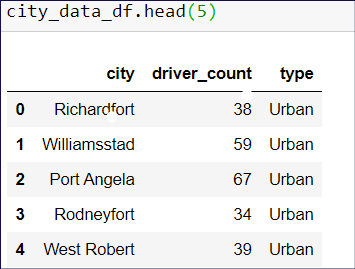 city_data_df.head(5)
city driver_count type
0 Richardfort 38 Urban
1 Williamsstad 59 Urban
2 Port Angela 67 Urban
3 Rodneyfort 34 Urban
4 West Robert 39 Urban